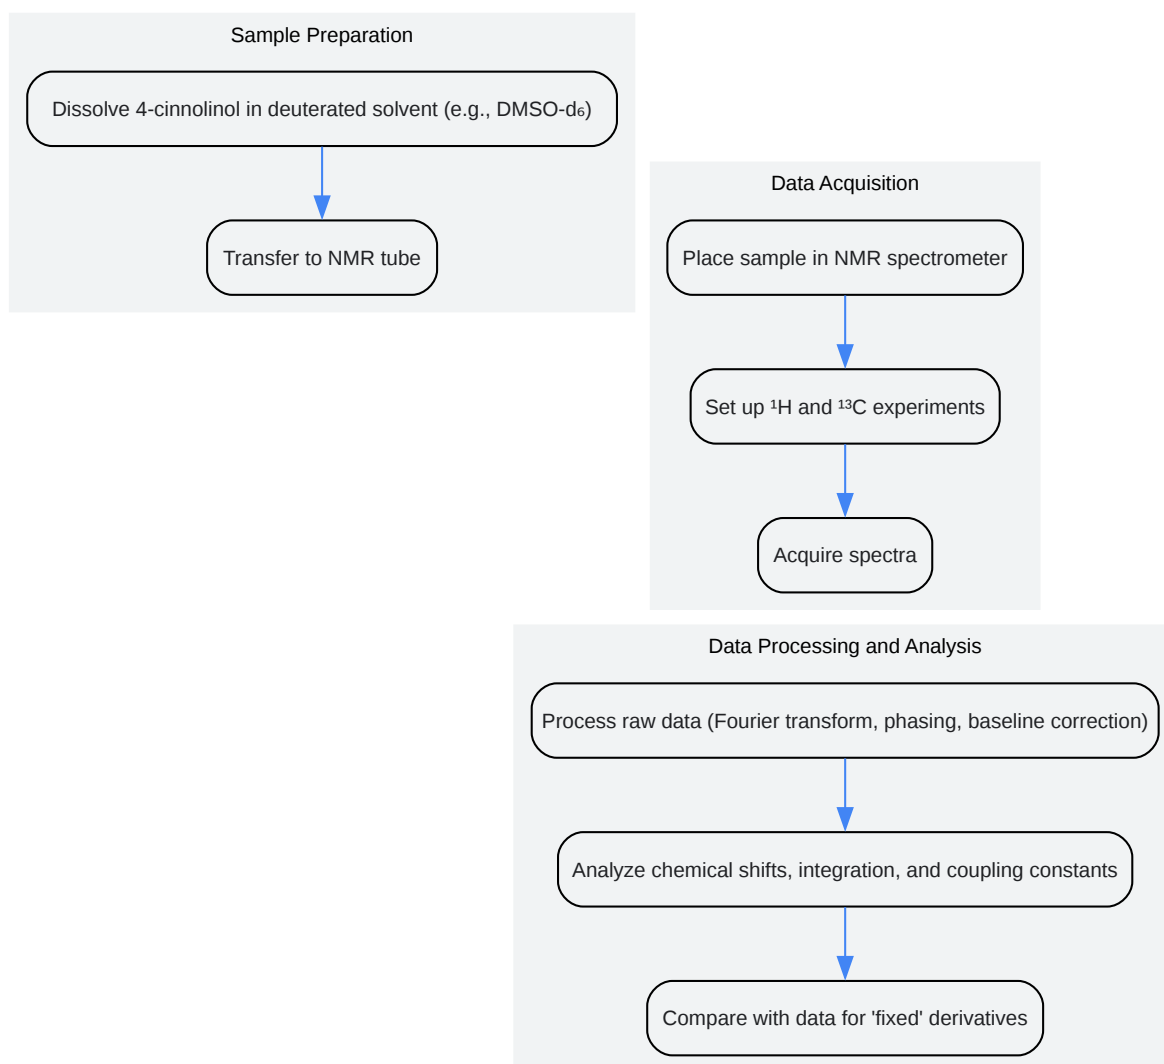 Sample Preparation
Dissolve 4-cinnolinol in deuterated solvent (e.g., DMSO-d₆)
Transfer to NMR tube
Data Acquisition
Place sample in NMR spectrometer
Set up ¹H and ¹³C experiments
Acquire spectra
Data Processing and Analysis
Process raw data (Fourier transform, phasing, baseline correction)
Analyze chemical shifts, integration, and coupling constants
Compare with data for 'fixed' derivatives